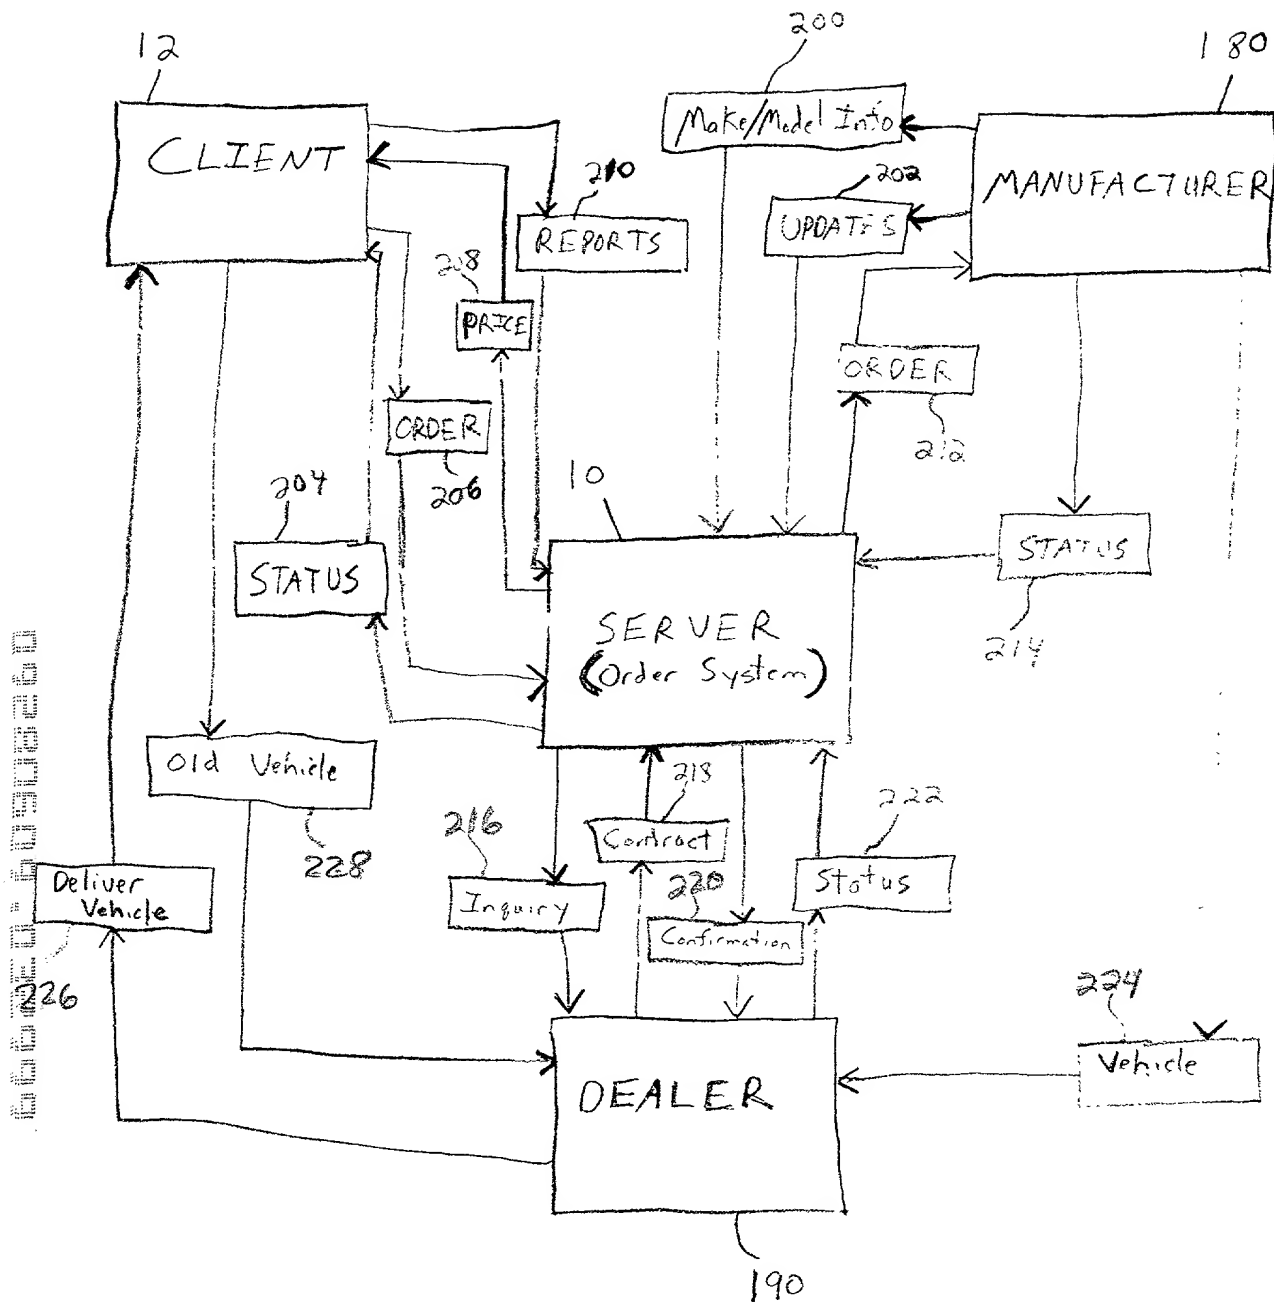 200
12
180
CLIENT
Make/Model Info
MANUFACTURER
210
202
REPORTS
UPDATES
208
PRICE
ORDER
212
ORDER
206
204
10
STATUS
STATUS
214
SERVER
(Order System)
Old Vehicle
228
216
218
222
Contract
Deliver
Vehicle
226
Inquiry
220
Status
Confirmation
224
Vehicle
DEALER
190